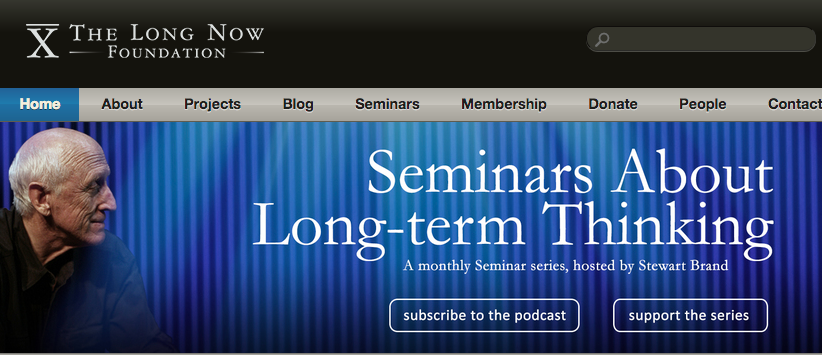 X The Long Now
Foundation
Home About Projects Blog Seminars Membership Donate People Contact
Seminars About
Long-term Thinking
A monthly Seminar series, hosted by Stewart Brand
subscribe to the podcast support the series